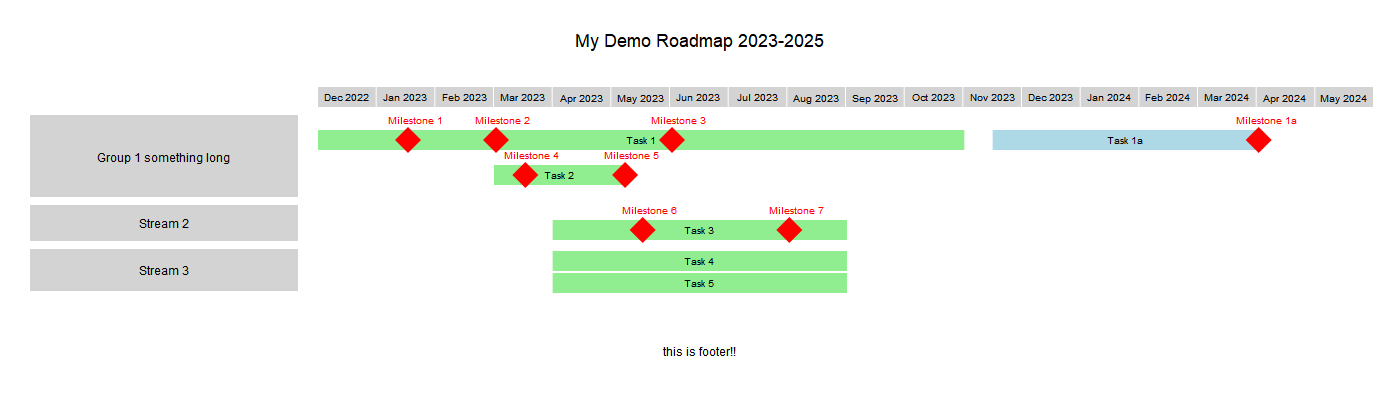 My Demo Roadmap 2023-2025
Dec 2022 Jan 2023 Feb 2023 Mar 2023 Apr 2023 May 2023 Jun 2023 Jul 2023 Aug 2023 Sep 2023 Oct 2023 Nov 2023 Dec 2023 Jan 2024 Feb 2024 Mar 2024 Apr 2024 May 2024
Milestone 1 Milestone 2 Milestone 3 Milestone 1a
Task 1 Task 1a
Group 1 something long
Milestone 4 Milestone 5
Task 2
Milestone 6 Milestone 7
Stream 2
Task 3
Task 4
Stream 3
Task 5
this is footer!!